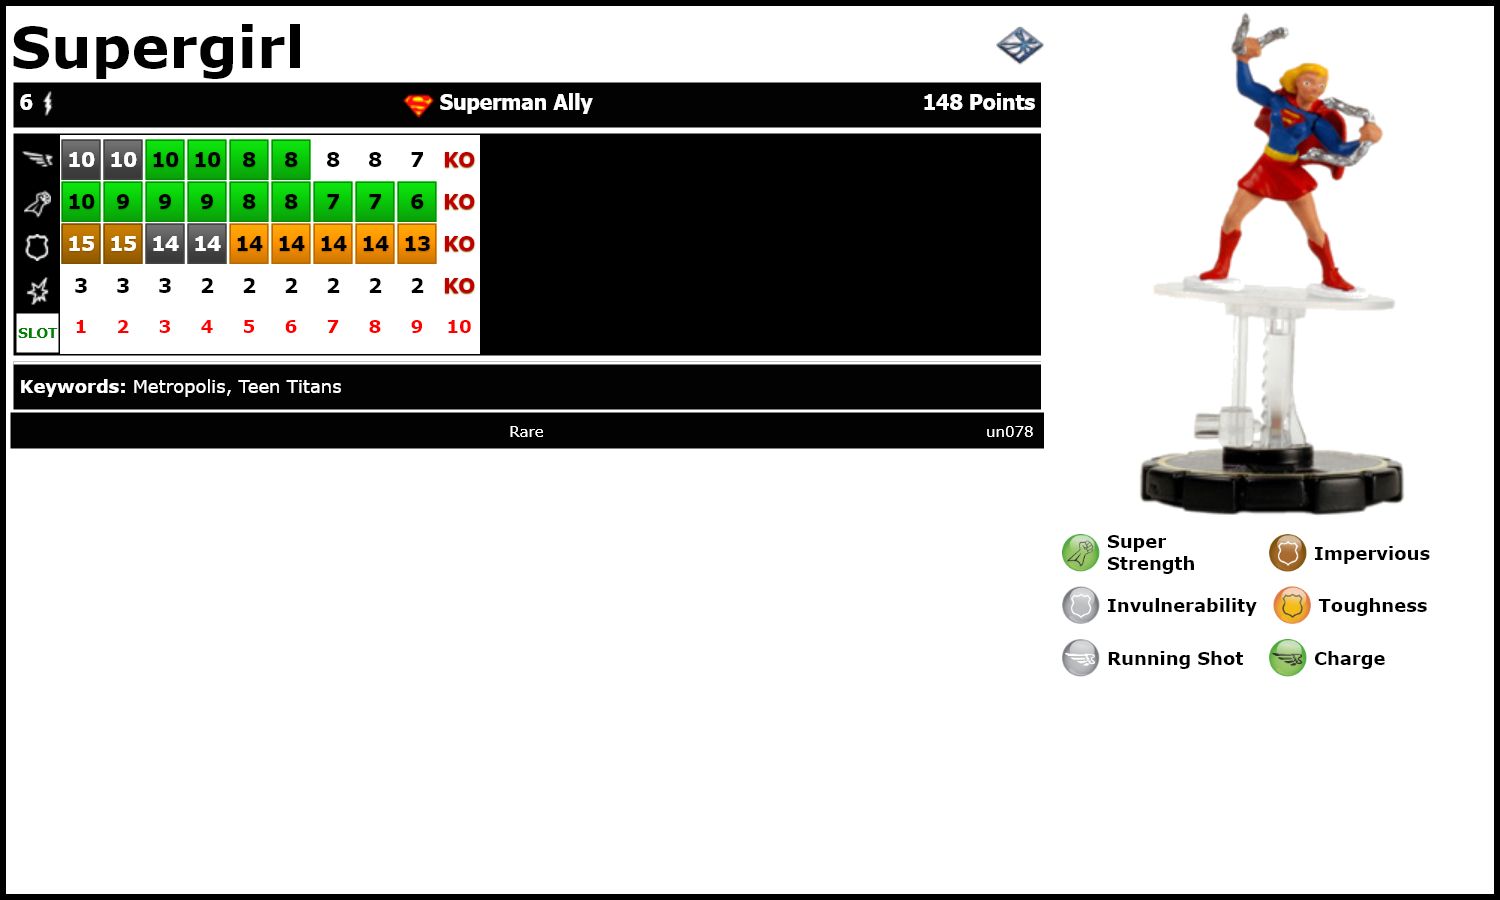 Supergirl
6 Superman Ally 148 Points
10 10 10 10 8 8 8 8 7 KO
10 9 9 9 8 8 7 7 6 KO
15 15 14 14 14 14 14 14 13 KO
3 3 3 2 2 2 2 2 2 KO
SLOT 1 2 3 4 5 6 7 8 9 10
Keywords: Metropolis, Teen Titans
Rare un078
Super Strength
Impervious
Invulnerability
Toughness
Running Shot
Charge